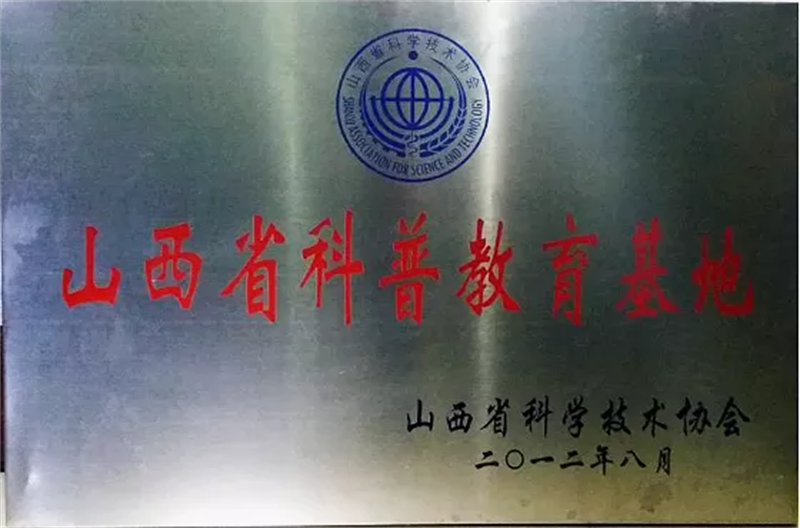 山西省科学技术协会
SHANXI ASSOCIATION FOR SCIENCE AND TECHNOLOGY
山西省科普教育基地
山西省科学技术协会
二〇一二年八月